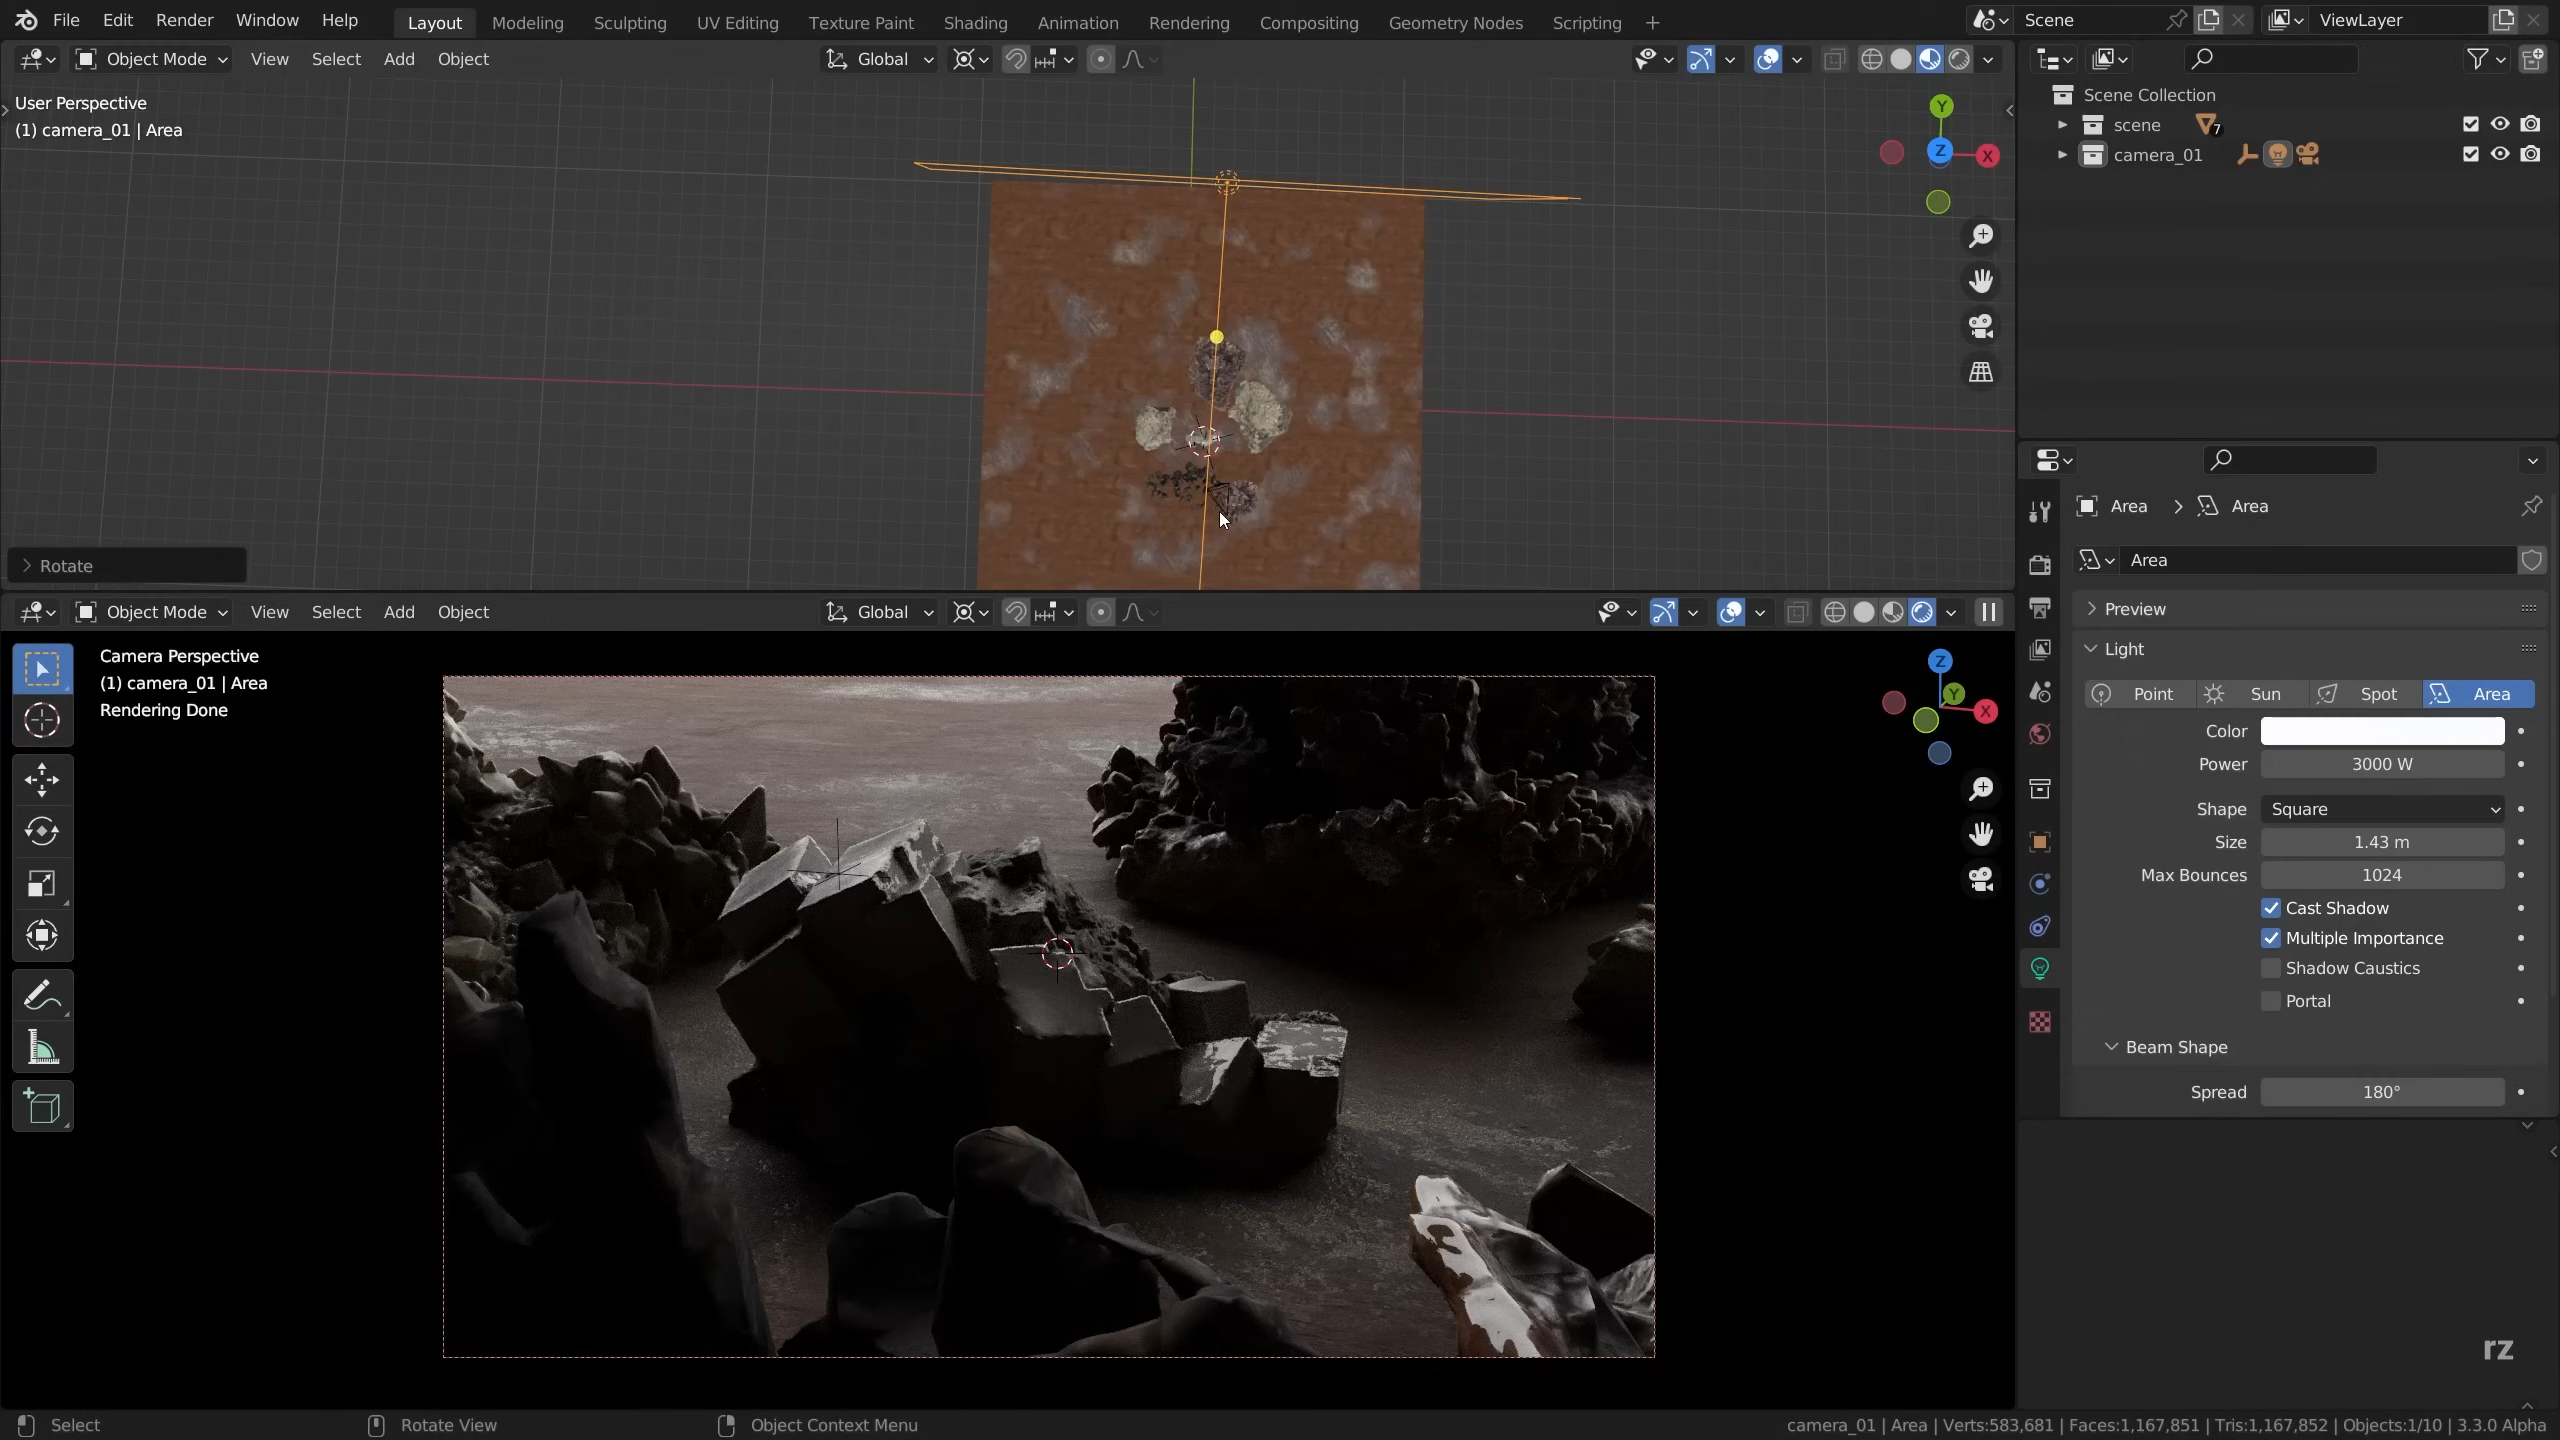 File Edit Render Window Help Layout Modeling Sculpting UV Editing Texture Paint Shading Animation Rendering Compositing Geometry Nodes Scripting + Scene ViewLayer
Object Mode View Select Add Object Global
User Perspective
(1) camera_01 | Area
Y
Z
X
Scene Collection
scene 7
camera_01
Rotate
Object Mode View Select Add Object Global
Camera Perspective
(1) camera_01 | Area
Rendering Done
Z
Y
X
Area > Area
Area
Preview
Light
Point Sun Spot Area
Color
Power 3000 W
Shape Square
Size 1.43 m
Max Bounces 1024
Cast Shadow
Multiple Importance
Shadow Caustics
Portal
Beam Shape
Spread 180°
rz
Select Rotate View Object Context Menu camera_01 | Area | Verts:583,681 | Faces:1,167,851 | Tris:1,167,852 | Objects:1/10 | 3.3.0 Alpha